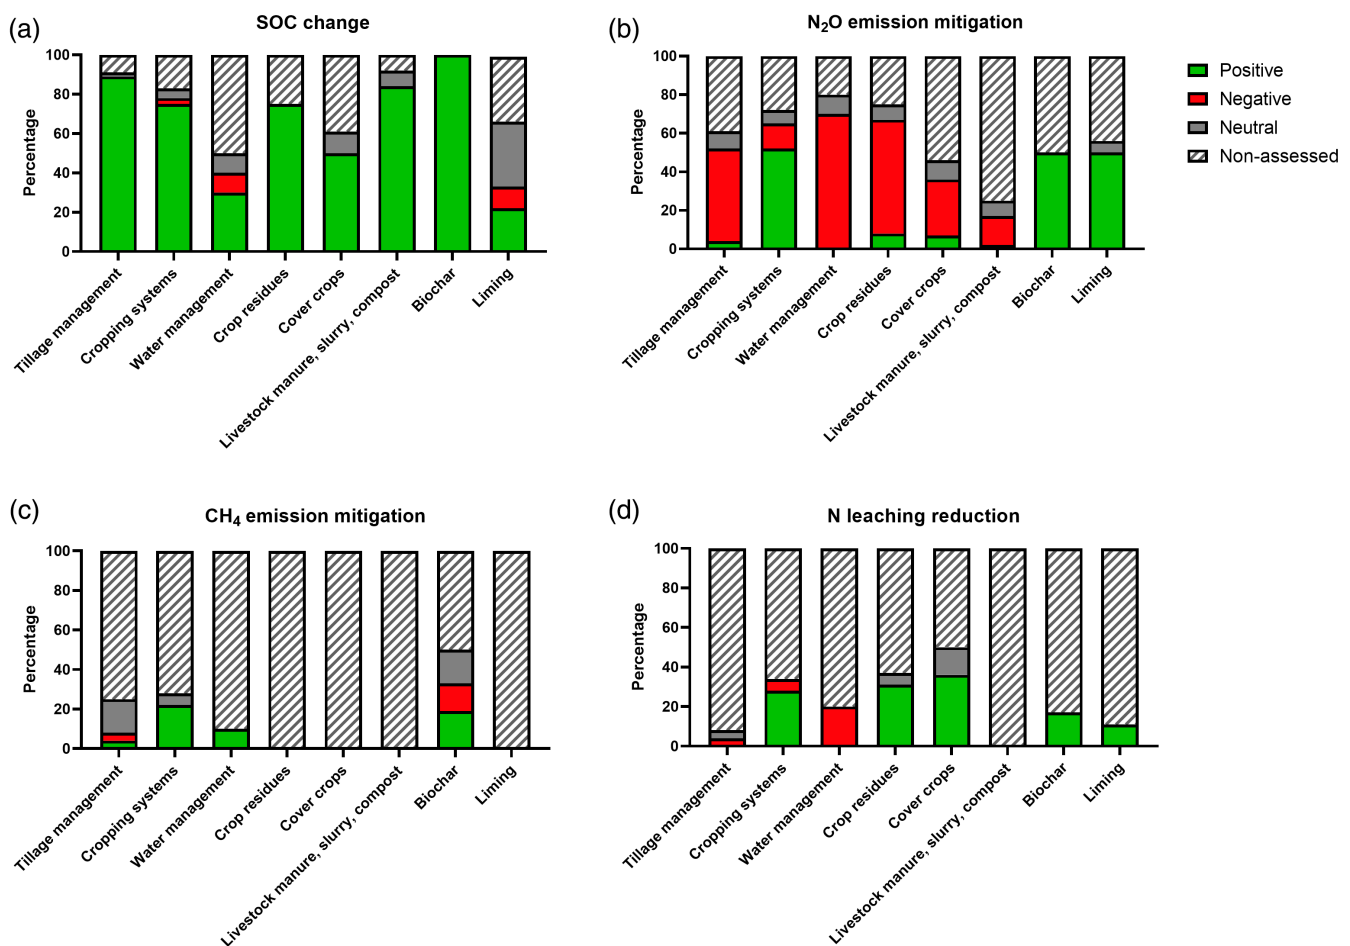 (a)
SOC change
Percentage
100
80
60
40
20
0
Tillage management
Cropping systems
Water management
Crop residues
Cover crops
Livestock manure, slurry, compost
Biochar
Liming
(b)
N₂O emission mitigation
Percentage
100
80
60
40
20
0
Tillage management
Cropping systems
Water management
Crop residues
Cover crops
Livestock manure, slurry, compost
Biochar
Liming
Positive
Negative
Neutral
Non-assessed
(c)
CH₄ emission mitigation
Percentage
100
80
60
40
20
0
Tillage management
Cropping systems
Water management
Crop residues
Cover crops
Livestock manure, slurry, compost
Biochar
Liming
(d)
N leaching reduction
Percentage
100
80
60
40
20
0
Tillage management
Cropping systems
Water management
Crop residues
Cover crops
Livestock manure, slurry, compost
Biochar
Liming